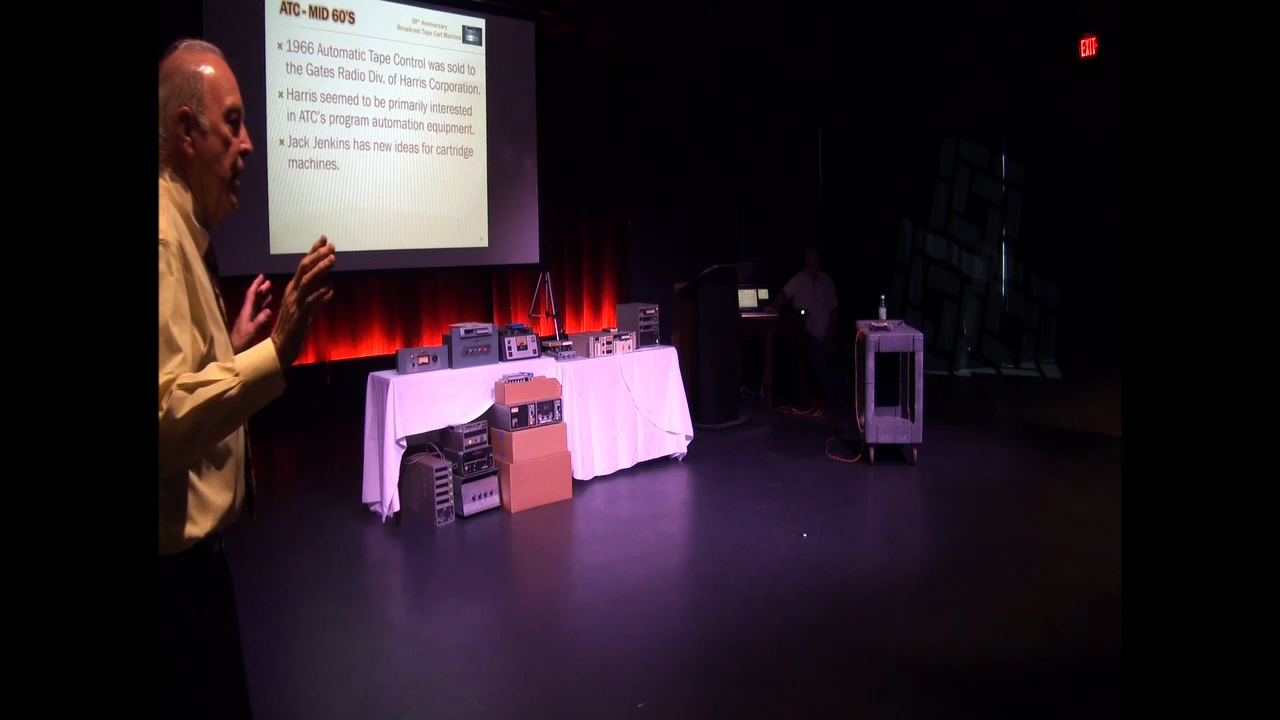 ATC - MID 60'S
50th Anniversary
Broadcast Tape Cart Machine
× 1966 Automatic Tape Control was sold to
the Gates Radio Div. of Harris Corporation.
× Harris seemed to be primarily interested
in ATC's program automation equipment.
× Jack Jenkins has new ideas for cartridge
machines.
EXIT